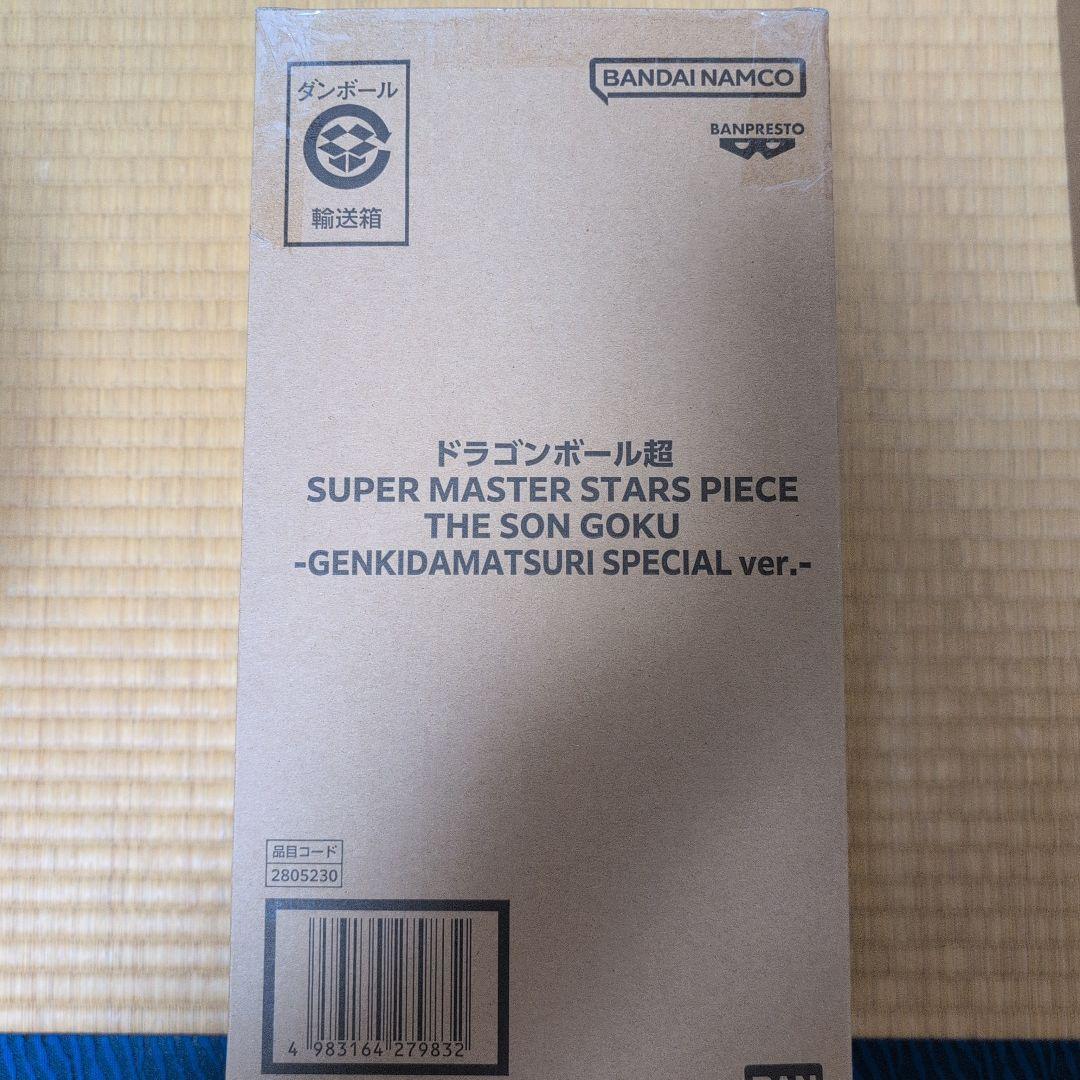 ダンボール
輸送箱
BANDAI NAMCO
BANPRESTO
ドラゴンボール超
SUPER MASTER STARS PIECE
THE SON GOKU
-GENKIDAMATSURI SPECIAL ver.-
品目コード
2805230
4 983164 279832